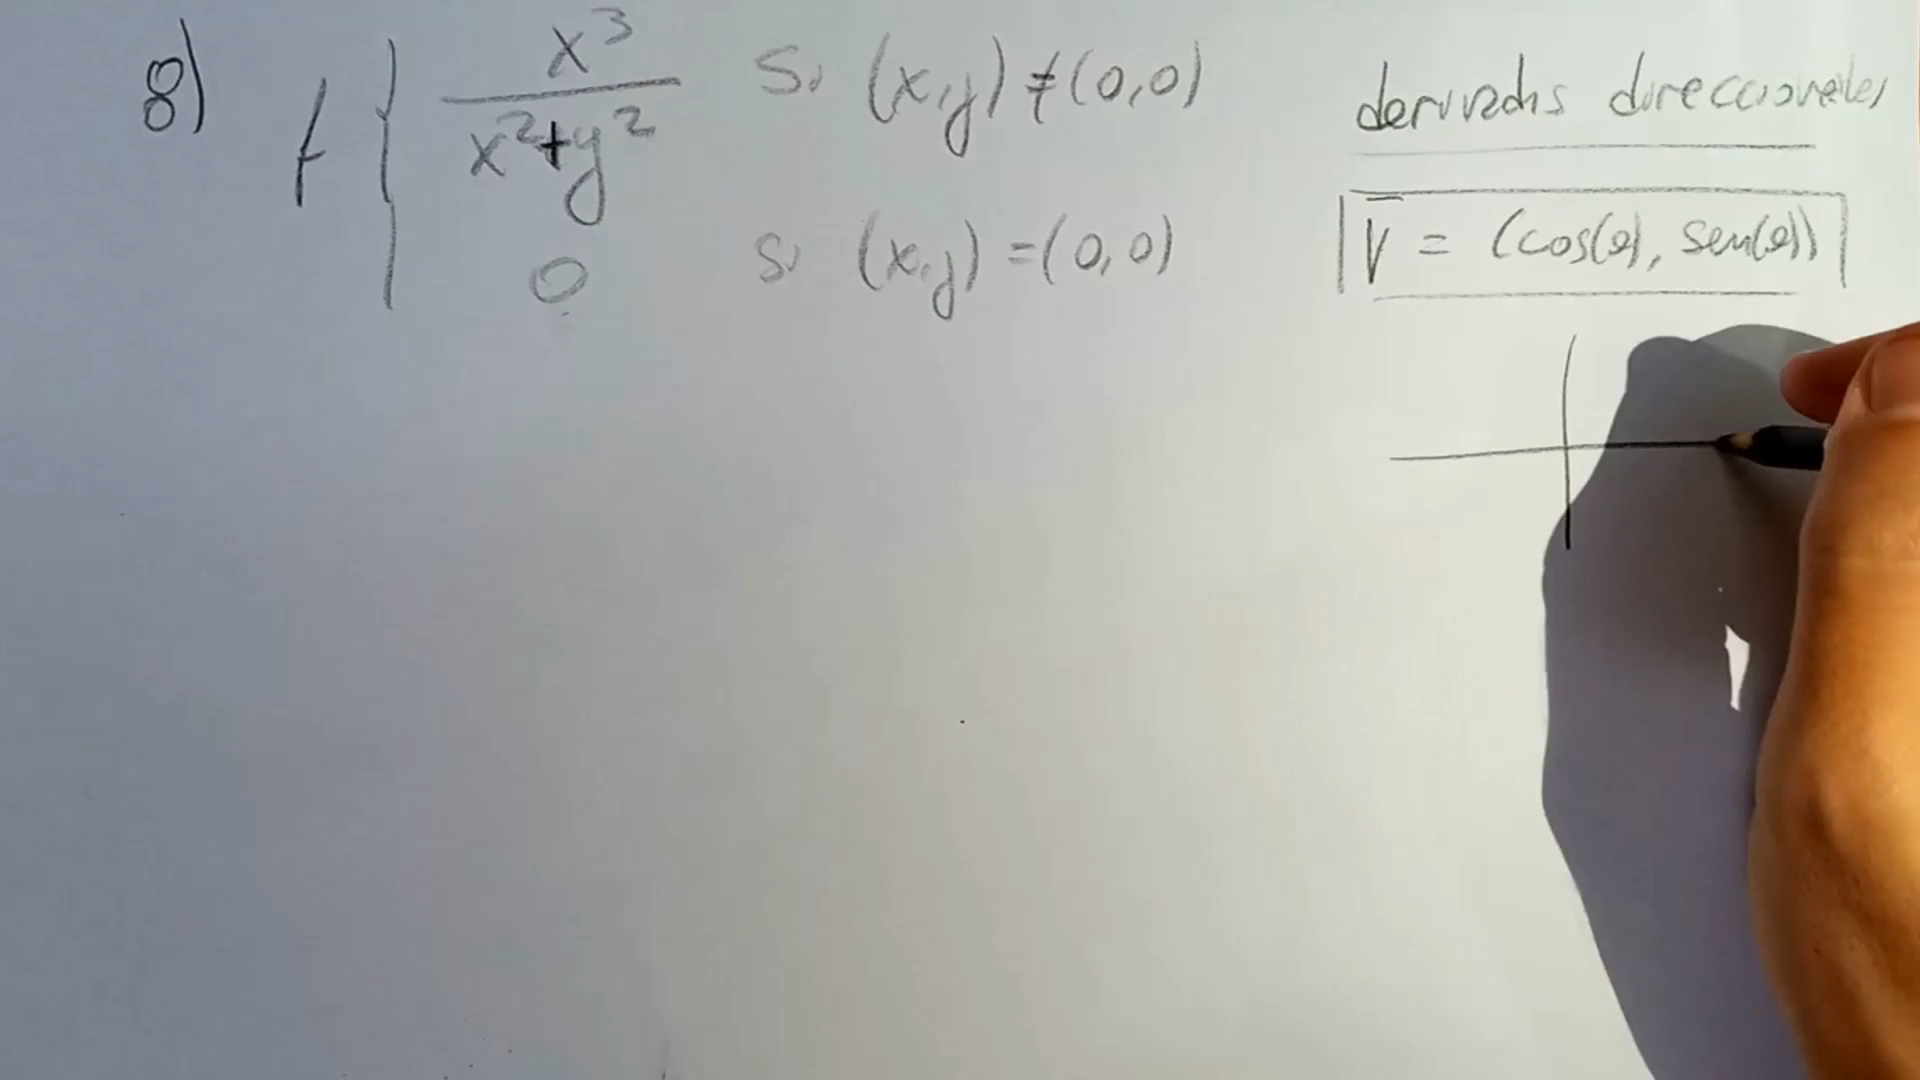 8) f { x³ / x²+y² si (x,y) ≠ (0,0)
0 si (x,y) = (0,0)
derivadas direccionales
V̅ = (cos(θ), sen(θ))